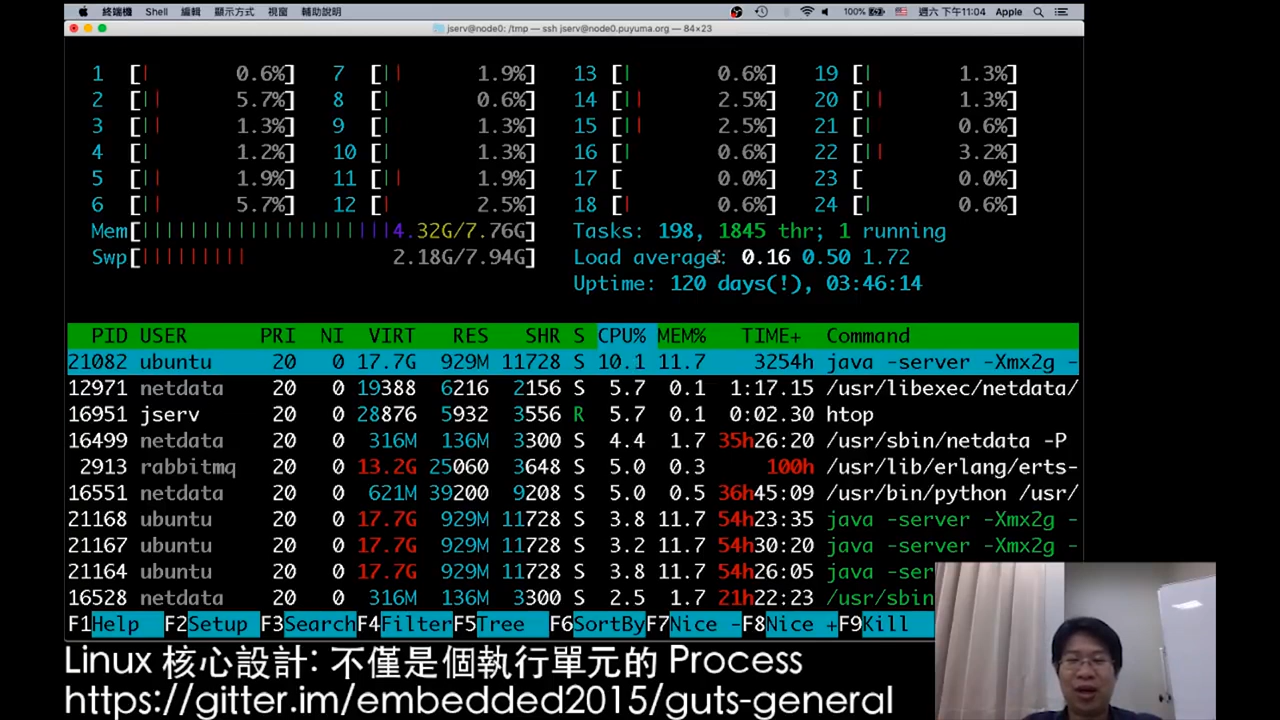 終端機 Shell 編輯 顯示方式 視窗 輔助說明 100% 週六 下午11:04 Apple
jserv@node0: /tmp — ssh jserv@node0.puyuma.org — 84×23
1 [| 0.6%] 7 [|| 1.9%] 13 [| 0.6%] 19 [| 1.3%]
2 [|| 5.7%] 8 [| 0.6%] 14 [|| 2.5%] 20 [|| 1.3%]
3 [|| 1.3%] 9 [| 1.3%] 15 [|| 2.5%] 21 [| 0.6%]
4 [| 1.2%] 10 [| 1.3%] 16 [| 0.6%] 22 [|| 3.2%]
5 [|| 1.9%] 11 [|| 1.9%] 17 [ 0.0%] 23 [ 0.0%]
6 [|| 5.7%] 12 [| 2.5%] 18 [| 0.6%] 24 [| 0.6%]
Mem[||||||||||||||||||||4.32G/7.76G] Tasks: 198, 1845 thr; 1 running
Swp[||||||||| 2.18G/7.94G] Load average: 0.16 0.50 1.72
Uptime: 120 days(!), 03:46:14
PID USER PRI NI VIRT RES SHR S CPU% MEM% TIME+ Command
21082 ubuntu 20 0 17.7G 929M 11728 S 10.1 11.7 3254h java -server -Xmx2g -
12971 netdata 20 0 19388 6216 2156 S 5.7 0.1 1:17.15 /usr/libexec/netdata/
16951 jserv 20 0 28876 5932 3556 R 5.7 0.1 0:02.30 htop
16499 netdata 20 0 316M 136M 3300 S 4.4 1.7 35h26:20 /usr/sbin/netdata -P
2913 rabbitmq 20 0 13.2G 25060 3648 S 5.0 0.3 100h /usr/lib/erlang/erts-
16551 netdata 20 0 621M 39200 9208 S 5.0 0.5 36h45:09 /usr/bin/python /usr/
21168 ubuntu 20 0 17.7G 929M 11728 S 3.8 11.7 54h23:35 java -server -Xmx2g -
21167 ubuntu 20 0 17.7G 929M 11728 S 3.2 11.7 54h30:20 java -server -Xmx2g -
21164 ubuntu 20 0 17.7G 929M 11728 S 3.8 11.7 54h26:05 java -ser
16528 netdata 20 0 316M 136M 3300 S 2.5 1.7 21h22:23 /usr/sbin
F1Help F2Setup F3SearchF4FilterF5Tree F6SortByF7Nice -F8Nice +F9Kill
Linux 核心設計: 不僅是個執行單元的 Process
https://gitter.im/embedded2015/guts-general